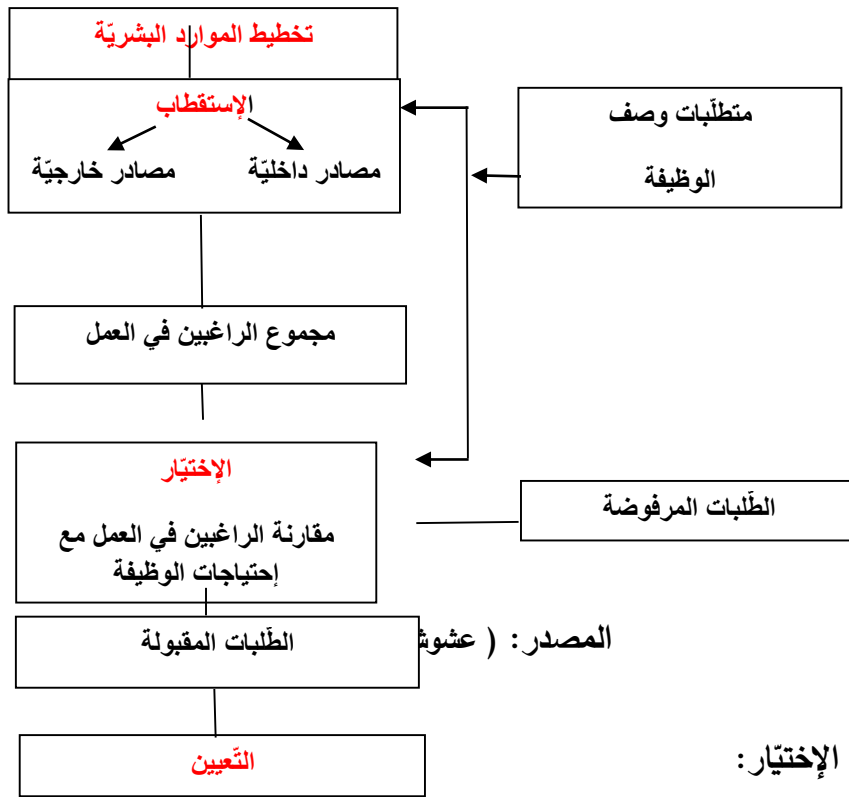 تخطيط الموارد البشريّة
الإستقطاب
مصادر داخليّة
مصادر خارجيّة
متطلّبات وصف
الوظيفة
مجموع الراغبين في العمل
الإختيّار
مقارنة الراغبين في العمل مع
إحتياجات الوظيفة
الطّلبات المرفوضة
المصدر: (
الطّلبات المقبولة
التّعيين
الإختيّار: